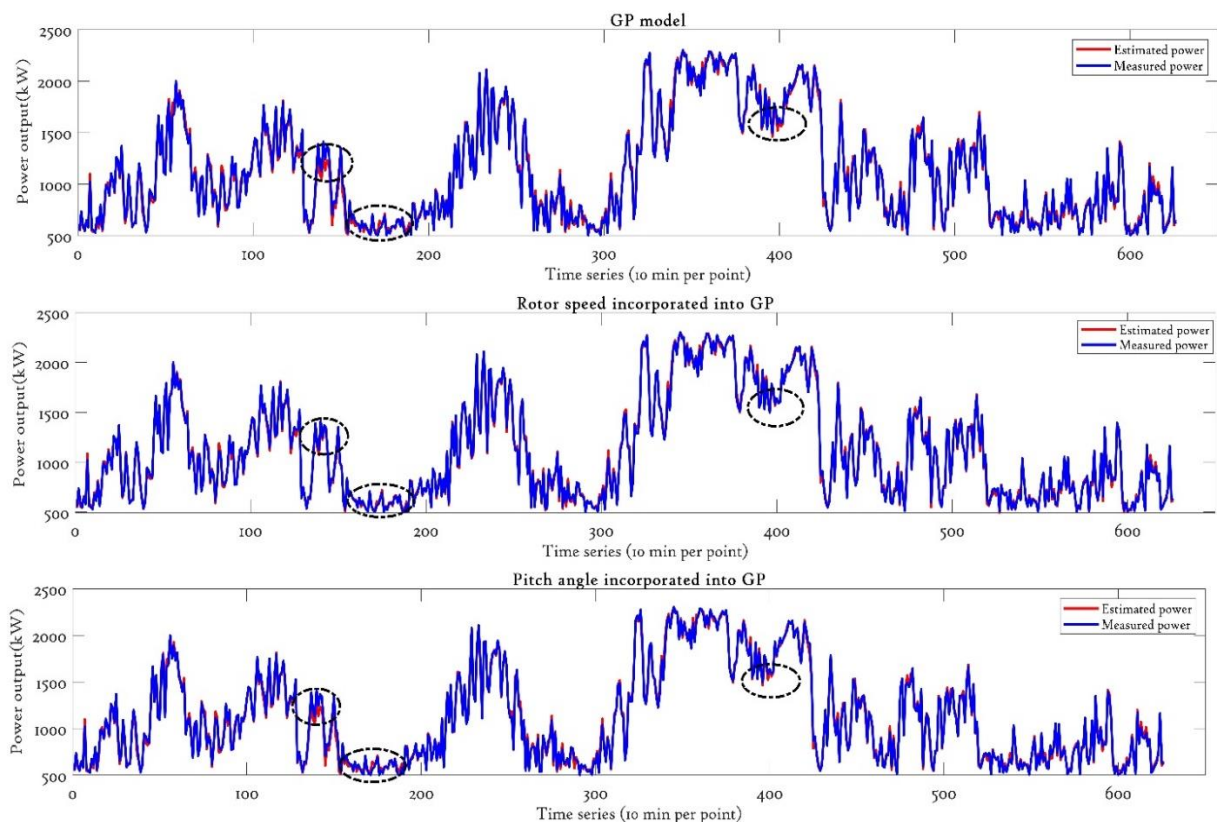 GP model
2500
2000
1500
1000
500
Power output(kW)
Estimated power
Measured power
0 100 200 300 400 500 600
Time series (10 min per point)
Rotor speed incorporated into GP
2500
2000
1500
1000
500
Power output(kW)
Estimated power
Measured power
0 100 200 300 400 500 600
Time series (10 min per point)
Pitch angle incorporated into GP
2500
2000
1500
1000
500
Power output(kW)
Estimated power
Measured power
0 100 200 300 400 500 600
Time series (10 min per point)